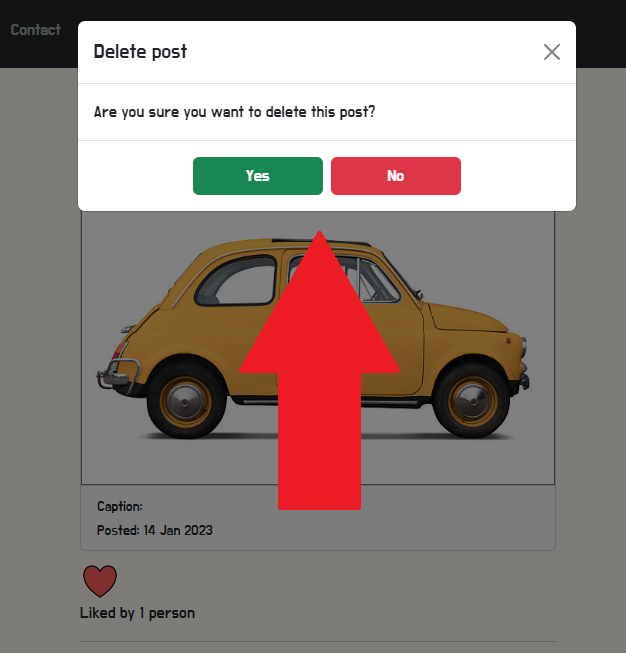 Contact
Delete post
Are you sure you want to delete this post?
Yes
No
Caption:
Posted: 14 Jan 2023
Liked by 1 person